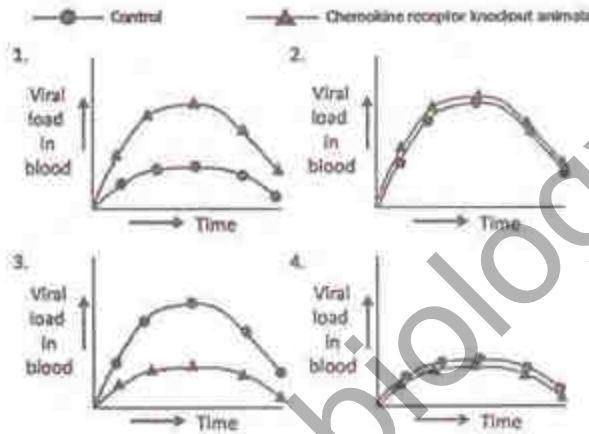 Control Chemokine receptor knockout animals
1. 2.
Viral load in blood Viral load in blood
Time Time
3. 4.
Viral load in blood Viral load in blood
Time Time
biolog